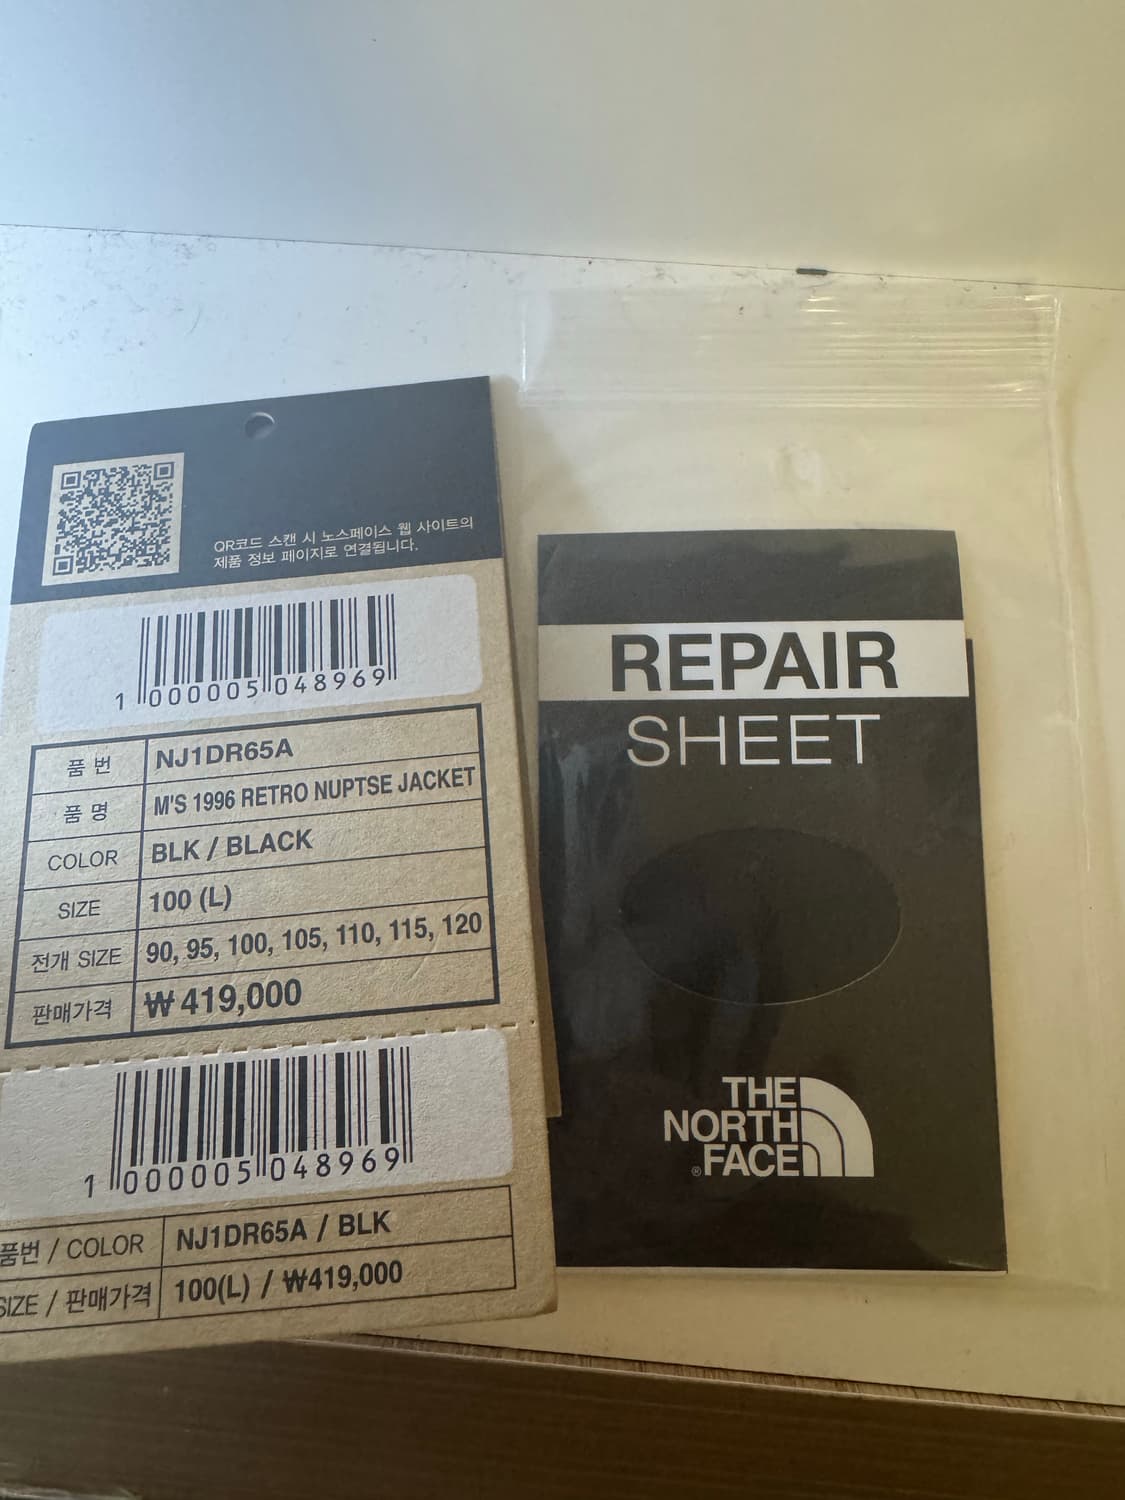 QR코드 스캔 시 노스페이스 웹 사이트의
제품 정보 페이지로 연결됩니다.
1 000005 048969
품 번 NJ1DR65A
품 명 M'S 1996 RETRO NUPTSE JACKET
COLOR BLK / BLACK
SIZE 100 (L)
전개 SIZE 90, 95, 100, 105, 110, 115, 120
판매가격 ₩ 419,000
1 000005 048969
품번 / COLOR NJ1DR65A / BLK
SIZE / 판매가격 100(L) / ₩419,000
REPAIR
SHEET
THE
NORTH
®FACE